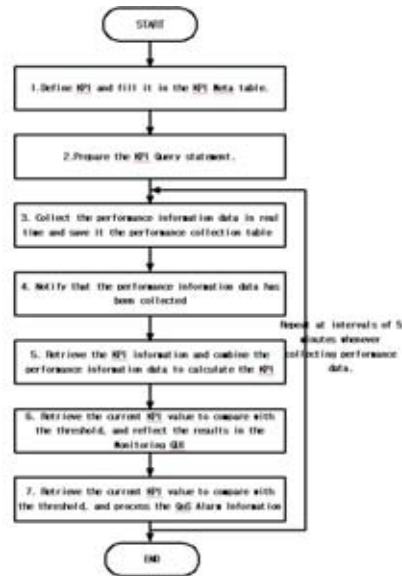 START
1.Define KPI and fill it in the KPI Meta table.
2.Prepare the KPI Query statement.
3. Collect the performance information data in real
time and save it the performance collection table
4. Notify that the performance information data has
been collected
5. Retrieve the KPI information and combine the
performance information data to calculate the KPI
6. Retrieve the current KPI value to compare with
the threshold, and reflect the results in the
Monitoring GUI
7. Retrieve the current KPI value to compare with
the threshold, and process the QoS Alarm Information
END
Repeat at intervals of 5
minutes whenever
collecting performance
data.